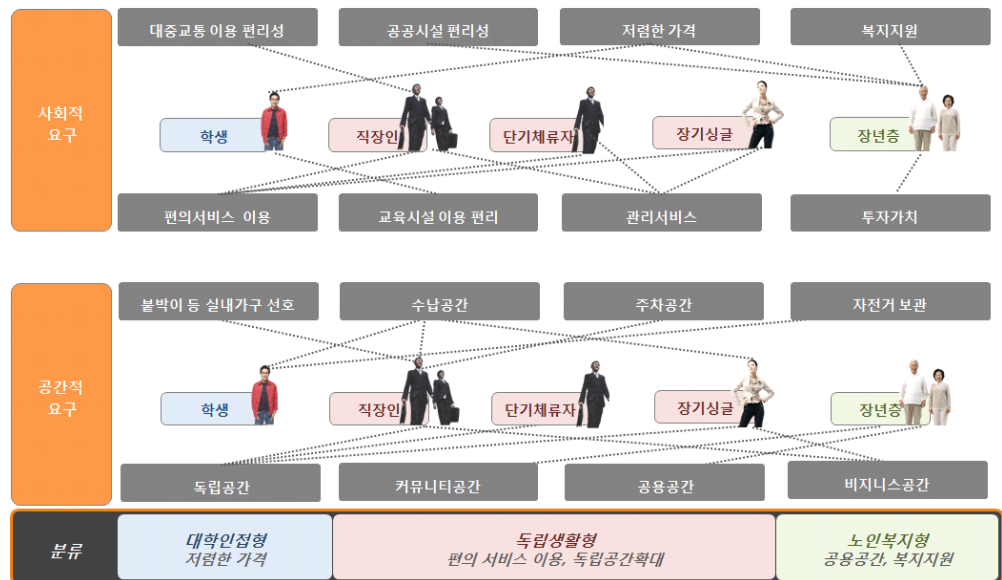 대중교통 이용 편리성
공공시설 편리성
저렴한 가격
복지지원
사회적
요구
학생
직장인
단기체류자
장기싱글
장년층
편의서비스 이용
교육시설 이용 편리
관리서비스
투자가치
붙박이 등 실내가구 선호
수납공간
주차공간
자전거 보관
공간적
요구
학생
직장인
단기체류자
장기싱글
장년층
독립공간
커뮤니티공간
공용공간
비지니스공간
분류
대학인접형
저렴한 가격
독립생활형
편의 서비스 이용, 독립공간확대
노인복지형
공용공간, 복지지원